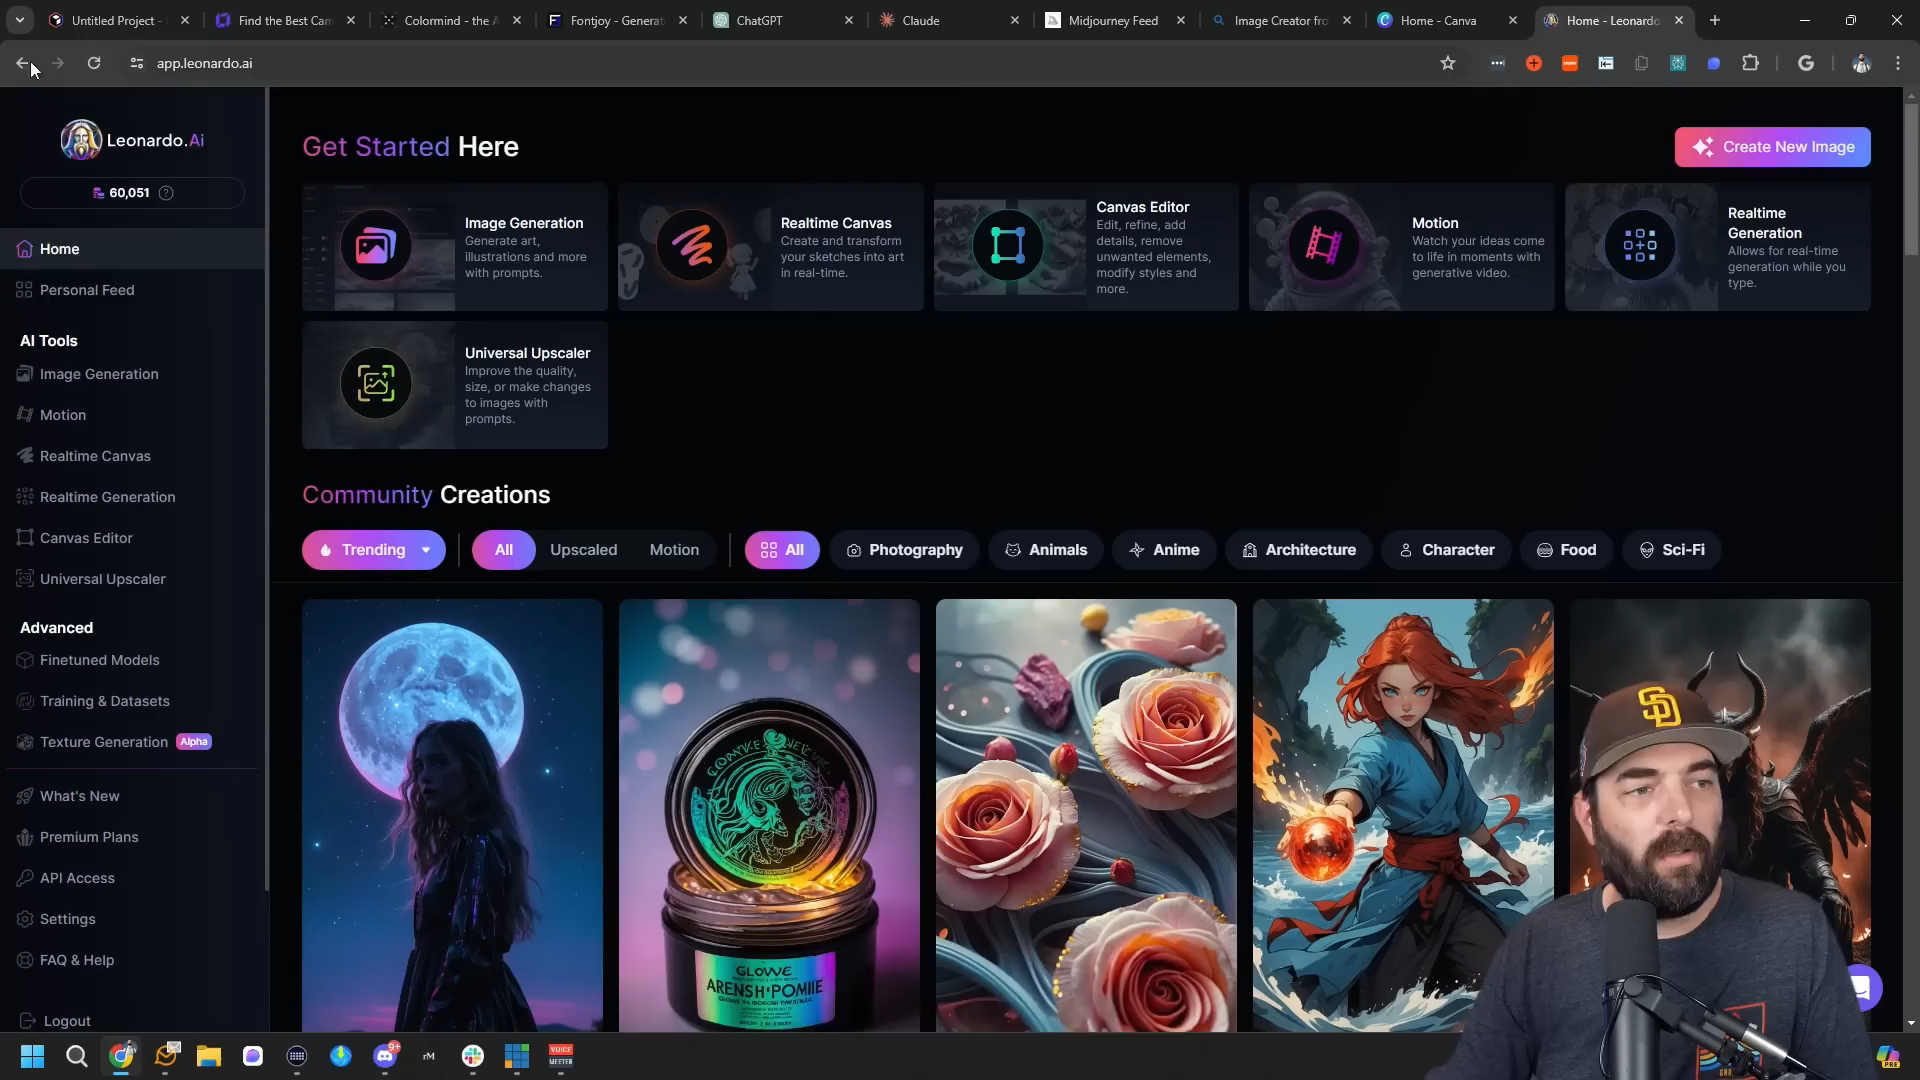 Untitled Project -
Find the Best Can
Colormind - the A
Fontjoy - Generat
ChatGPT
Claude
Midjourney Feed
Image Creator fro
Home - Canva
Home - Leonardo
app.leonardo.ai
Leonardo.Ai
60,051
Home
Personal Feed
AI Tools
Image Generation
Motion
Realtime Canvas
Realtime Generation
Canvas Editor
Universal Upscaler
Advanced
Finetuned Models
Training & Datasets
Texture Generation Alpha
What's New
Premium Plans
API Access
Settings
FAQ & Help
Logout
Get Started Here
Create New Image
Image Generation
Generate art,
illustrations and more
with prompts.
Realtime Canvas
Create and transform
your sketches into art
in real-time.
Canvas Editor
Edit, refine, add
details, remove
unwanted elements,
modify styles and
more.
Motion
Watch your ideas come
to life in moments with
generative video.
Realtime
Generation
Allows for real-time
generation while you
type.
Universal Upscaler
Improve the quality,
size, or make changes
to images with
prompts.
Community Creations
Trending
All
Upscaled
Motion
All
Photography
Animals
Anime
Architecture
Character
Food
Sci-Fi
GLOWE
ARENSH'POMIE
SD
9+
rM
VOICE
MEETER
PRE